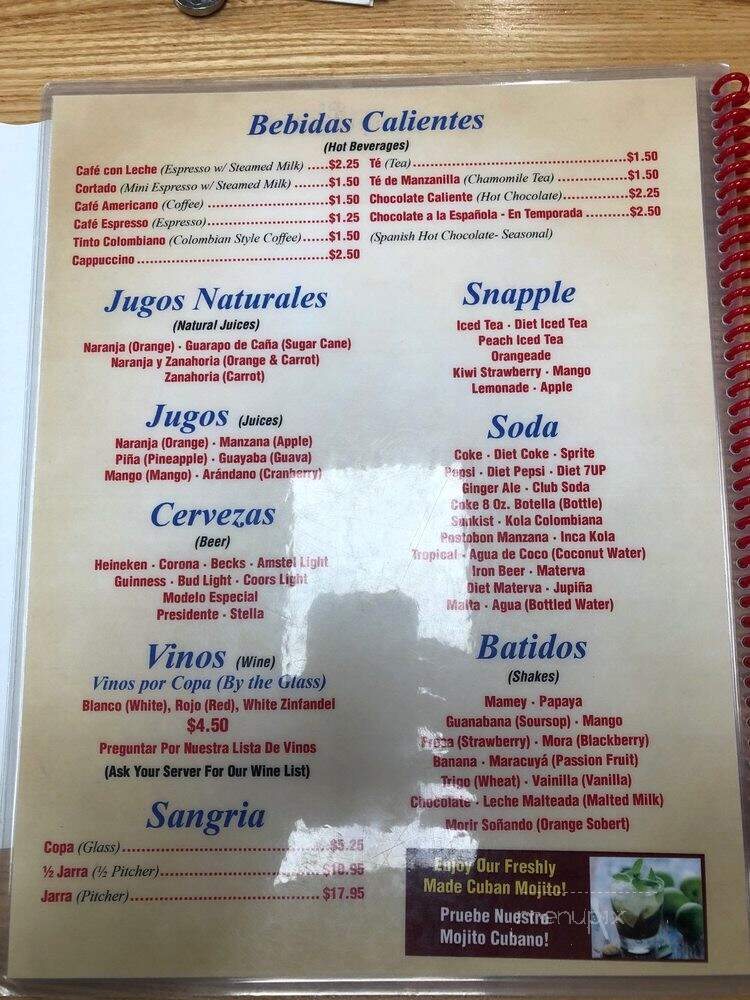 Bebidas Calientes
(Hot Beverages)
Café con Leche (Espresso w/ Steamed Milk) ....$2.25
Cortado (Mini Espresso w/ Steamed Milk) .......$1.50
Café Americano (Coffee) ............................$1.50
Café Espresso (Espresso)............................$1.25
Tinto Colombiano (Colombian Style Coffee)......$1.50
Cappuccino ..........................................$2.50
Té (Tea)...............................................$1.50
Té de Manzanilla (Chamomile Tea) ...............$1.50
Chocolate Caliente (Hot Chocolate)..............$2.25
Chocolate a la Española - En Temporada ..........$2.50
(Spanish Hot Chocolate- Seasonal)
Jugos Naturales
(Natural Juices)
Naranja (Orange) · Guarapo de Caña (Sugar Cane)
Naranja y Zanahoria (Orange & Carrot)
Zanahoria (Carrot)
Jugos (Juices)
Naranja (Orange) · Manzana (Apple)
Piña (Pineapple) · Guayaba (Guava)
Mango (Mango) · Arándano (Cranberry)
Cervezas
(Beer)
Heineken · Corona · Becks · Amstel Light
Guinness · Bud Light · Coors Light
Modelo Especial
Presidente · Stella
Vinos (Wine)
Vinos por Copa (By the Glass)
Blanco (White), Rojo (Red), White Zinfandel
$4.50
Preguntar Por Nuestra Lista De Vinos
(Ask Your Server For Our Wine List)
Sangria
Copa (Glass)...................................$5.25
½ Jarra (½ Pitcher)...........................$10.95
Jarra (Pitcher).................................$17.95
Snapple
Iced Tea · Diet Iced Tea
Peach Iced Tea
Orangeade
Kiwi Strawberry · Mango
Lemonade · Apple
Soda
Coke · Diet Coke · Sprite
Pepsi · Diet Pepsi · Diet 7UP
Ginger Ale · Club Soda
Coke 8 Oz. Botella (Bottle)
Sunkist · Kola Colombiana
Postobon Manzana · Inca Kola
Tropical · Agua de Coco (Coconut Water)
Iron Beer · Materva
Diet Materva · Jupiña
Malta · Agua (Bottled Water)
Batidos
(Shakes)
Mamey · Papaya
Guanabana (Soursop) · Mango
Fresa (Strawberry) · Mora (Blackberry)
Banana · Maracuyá (Passion Fruit)
Trigo (Wheat) · Vainilla (Vanilla)
Chocolate · Leche Malteada (Malted Milk)
Morir Soñando (Orange Sobert)
Enjoy Our Freshly
Made Cuban Mojito!
Pruebe Nuestro
Mojito Cubano!
menupix